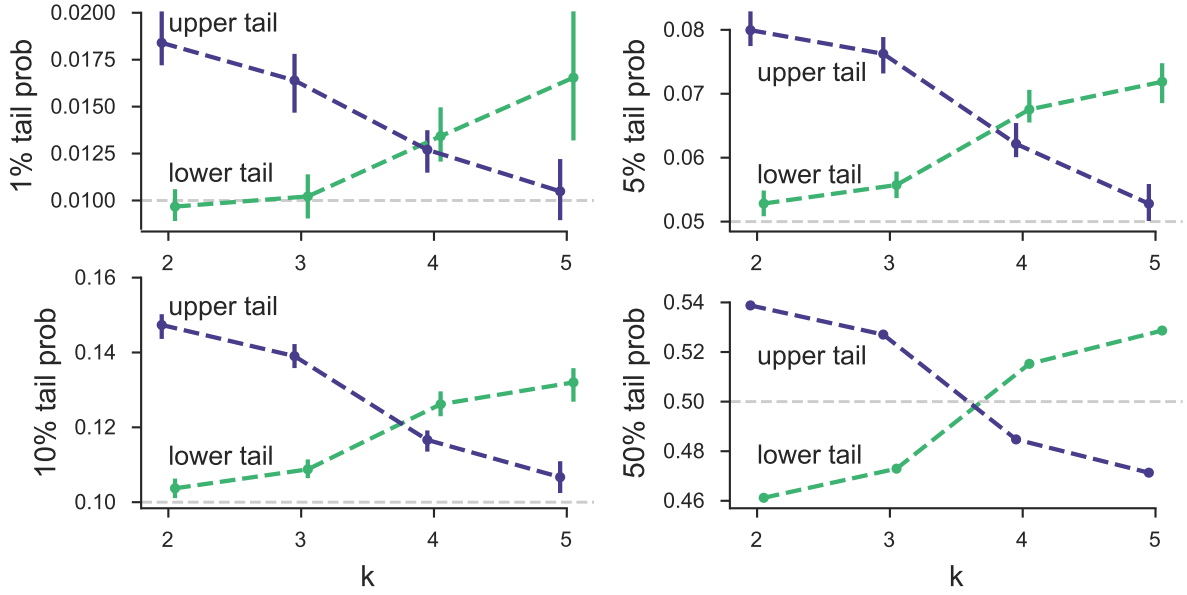 1% tail prob
0.0200
0.0175
0.0150
0.0125
0.0100
upper tail
lower tail
2 3 4 5
5% tail prob
0.08
0.07
0.06
0.05
upper tail
lower tail
2 3 4 5
10% tail prob
0.16
0.14
0.12
0.10
upper tail
lower tail
2 3 4 5
k
50% tail prob
0.54
0.52
0.50
0.48
0.46
upper tail
lower tail
2 3 4 5
k